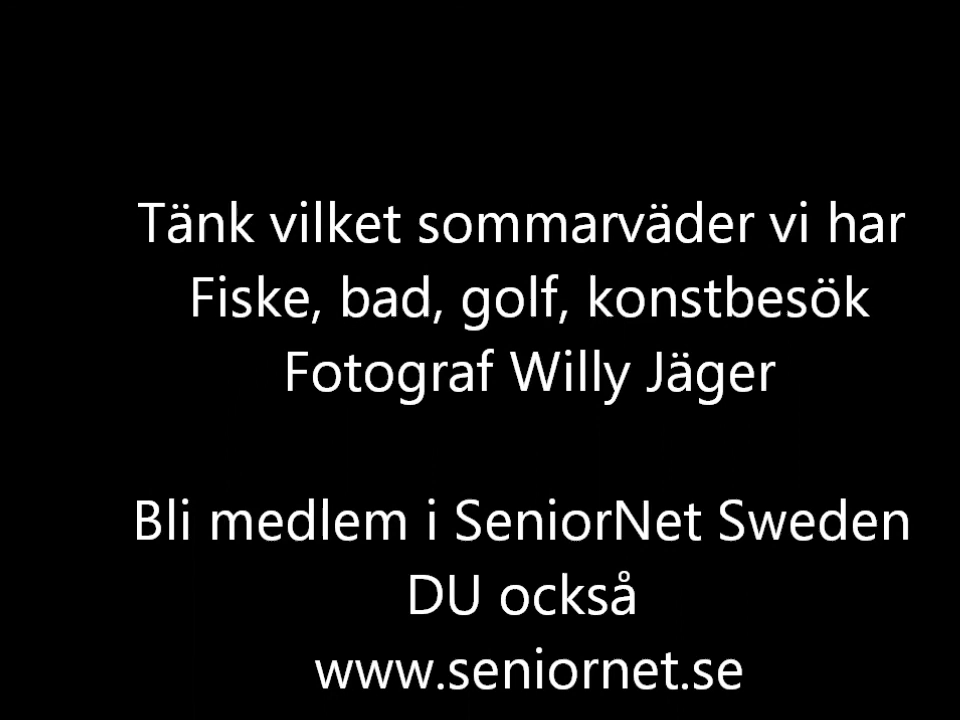 Tänk vilket sommarväder vi har
Fiske, bad, golf, konstbesök
Fotograf Willy Jäger
Bli medlem i SeniorNet Sweden
DU också
www.seniornet.se